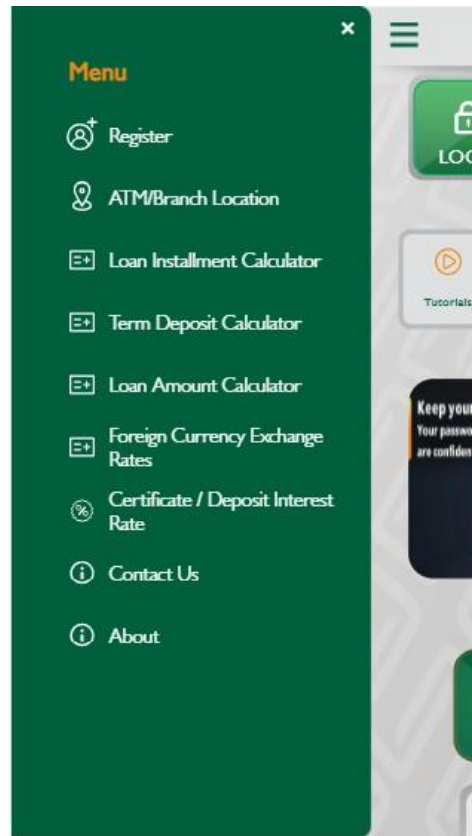 Menu
Register
ATM/Branch Location
Loan Installment Calculator
Term Deposit Calculator
Loan Amount Calculator
Foreign Currency Exchange
Rates
Certificate / Deposit Interest
Rate
Contact Us
About
Tutorials
Keep your
are